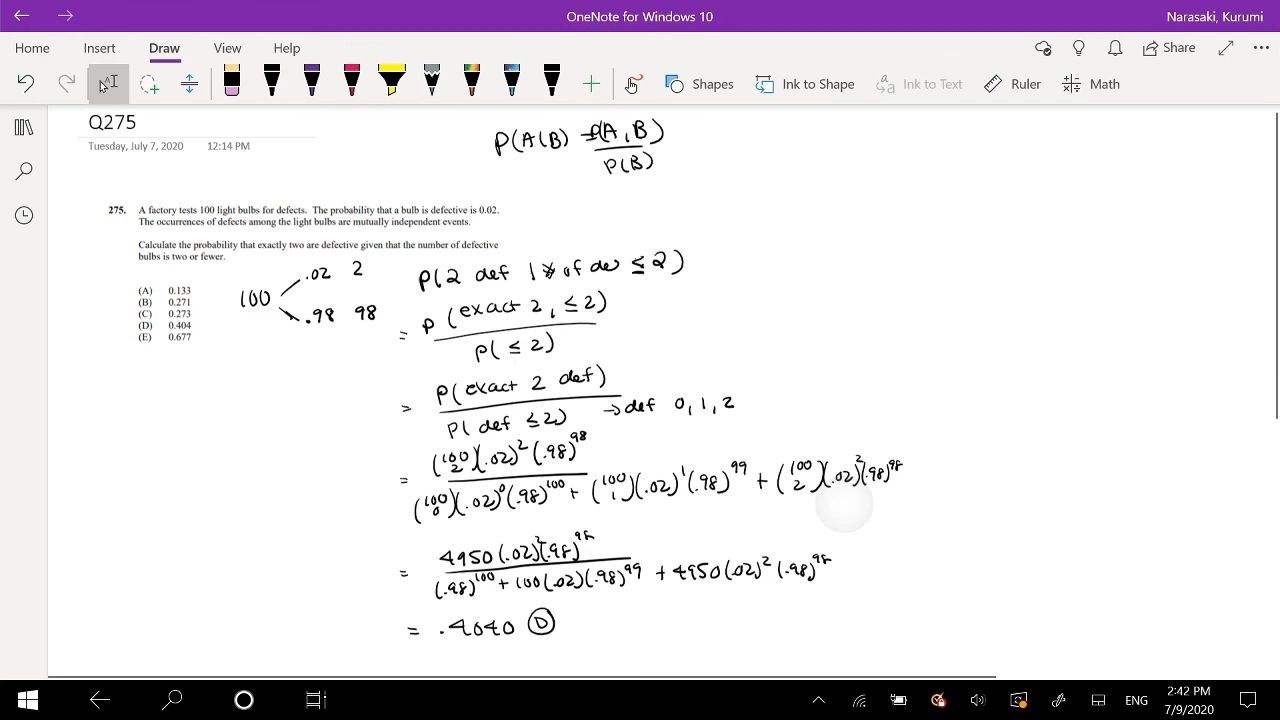 OneNote for Windows 10
Narasaki, Kurumi
Home Insert Draw View Help
Share
Shapes Ink to Shape Ink to Text Ruler Math
Q275
Tuesday, July 7, 2020 12:14 PM
P(A|B) = P(A, B)
P(B)
275. A factory tests 100 light bulbs for defects. The probability that a bulb is defective is 0.02.
The occurrences of defects among the light bulbs are mutually independent events.
Calculate the probability that exactly two are defective given that the number of defective
bulbs is two or fewer.
(A) 0.133
(B) 0.271
(C) 0.273
(D) 0.404
(E) 0.677
100
.02 2
.98 98
P(2 def | # of def ≤ 2)
= P(exact 2, ≤ 2)
P(≤ 2)
= P(exact 2 def)
P(def ≤ 2) → def 0, 1, 2
= (100 2)(.02)^2(.98)^98
(100 0)(.02)^0(.98)^100 + (100 1)(.02)^1(.98)^99 + (100 2)(.02)^2(.98)^98
= 4950(.02)^2(.98)^98
(.98)^100 + 100(.02)(.98)^99 + 4950(.02)^2(.98)^98
= .4040 D
ENG
2:42 PM
7/9/2020